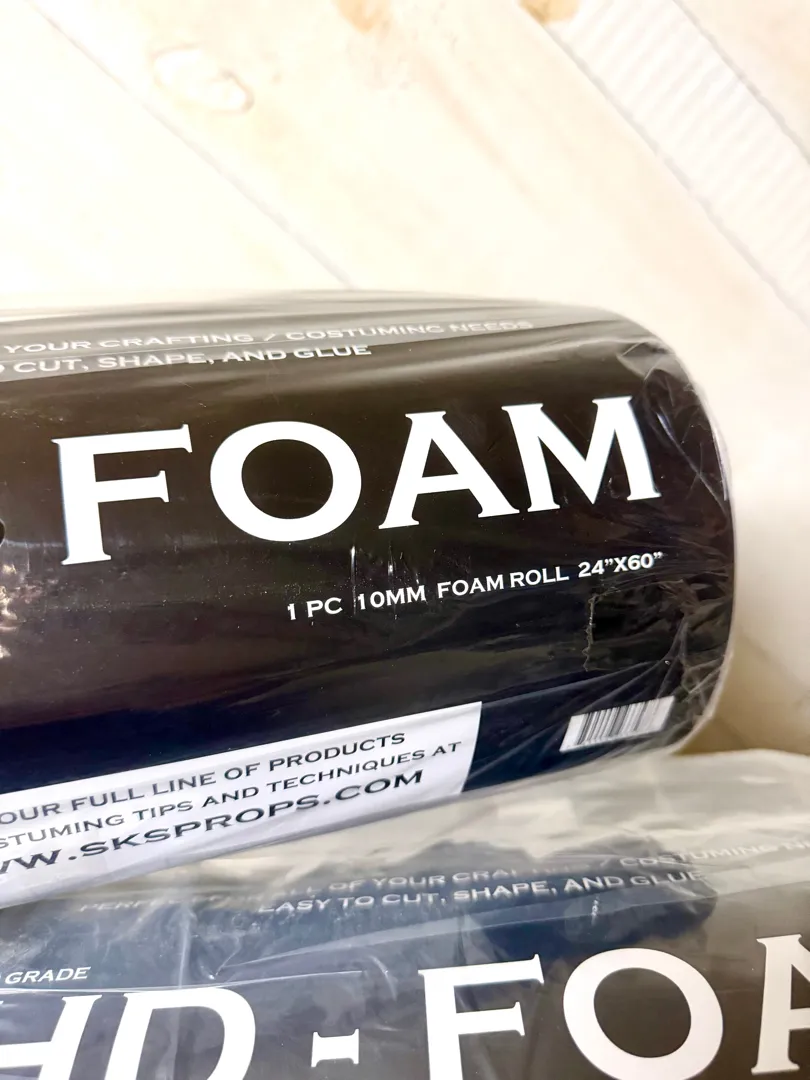 YOUR CRAFTING / COSTUMING NEEDS
CUT, SHAPE, AND GLUE
FOAM
1 PC 10MM FOAM ROLL 24”X60”
OUR FULL LINE OF PRODUCTS
STUMING TIPS AND TECHNIQUES AT
WW.SKSPROPS.COM
ALL OF YOUR CRA / COSTUMING
EASY TO CUT, SHAPE, AND GLUE
GRADE
HD - FOA